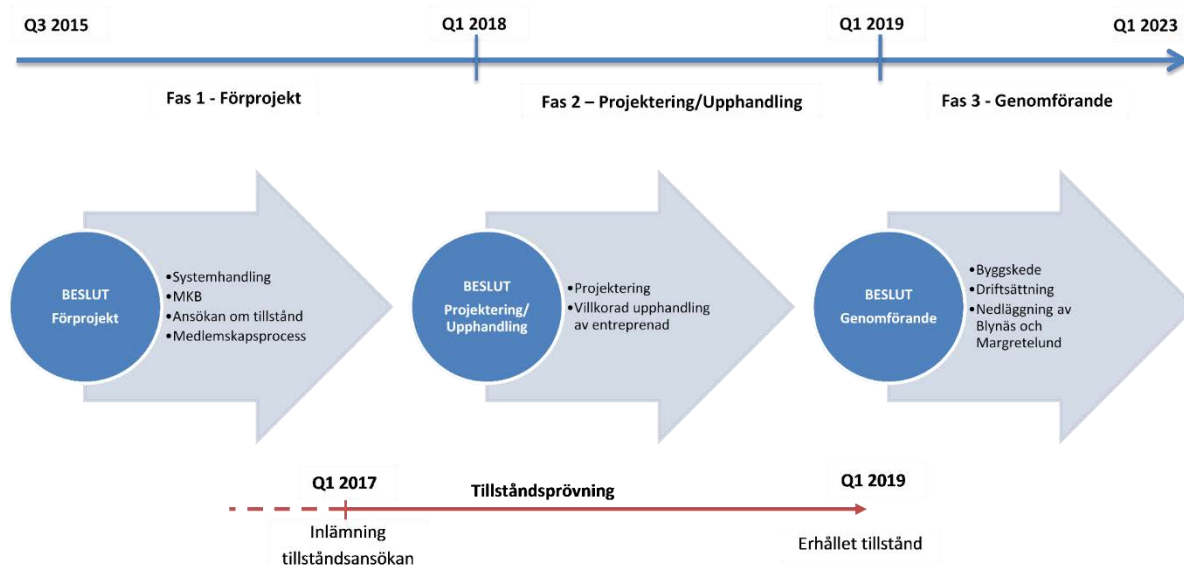 Q3 2015
Q1 2018
Q1 2019
Q1 2023
Fas 1 - Förprojekt
Fas 2 – Projektering/Upphandling
Fas 3 - Genomförande
BESLUT
Förprojekt
•Systemhandling
•MKB
•Ansökan om tillstånd
•Medlemskapsprocess
BESLUT
Projektering/
Upphandling
•Projektering
•Villkorad upphandling
av entreprenad
BESLUT
Genomförande
•Byggskede
•Driftsättning
•Nedläggning av
Blynäs och
Margretelund
Q1 2017
Tillståndsprövning
Q1 2019
Inlämning
tillståndsansökan
Erhållet tillstånd